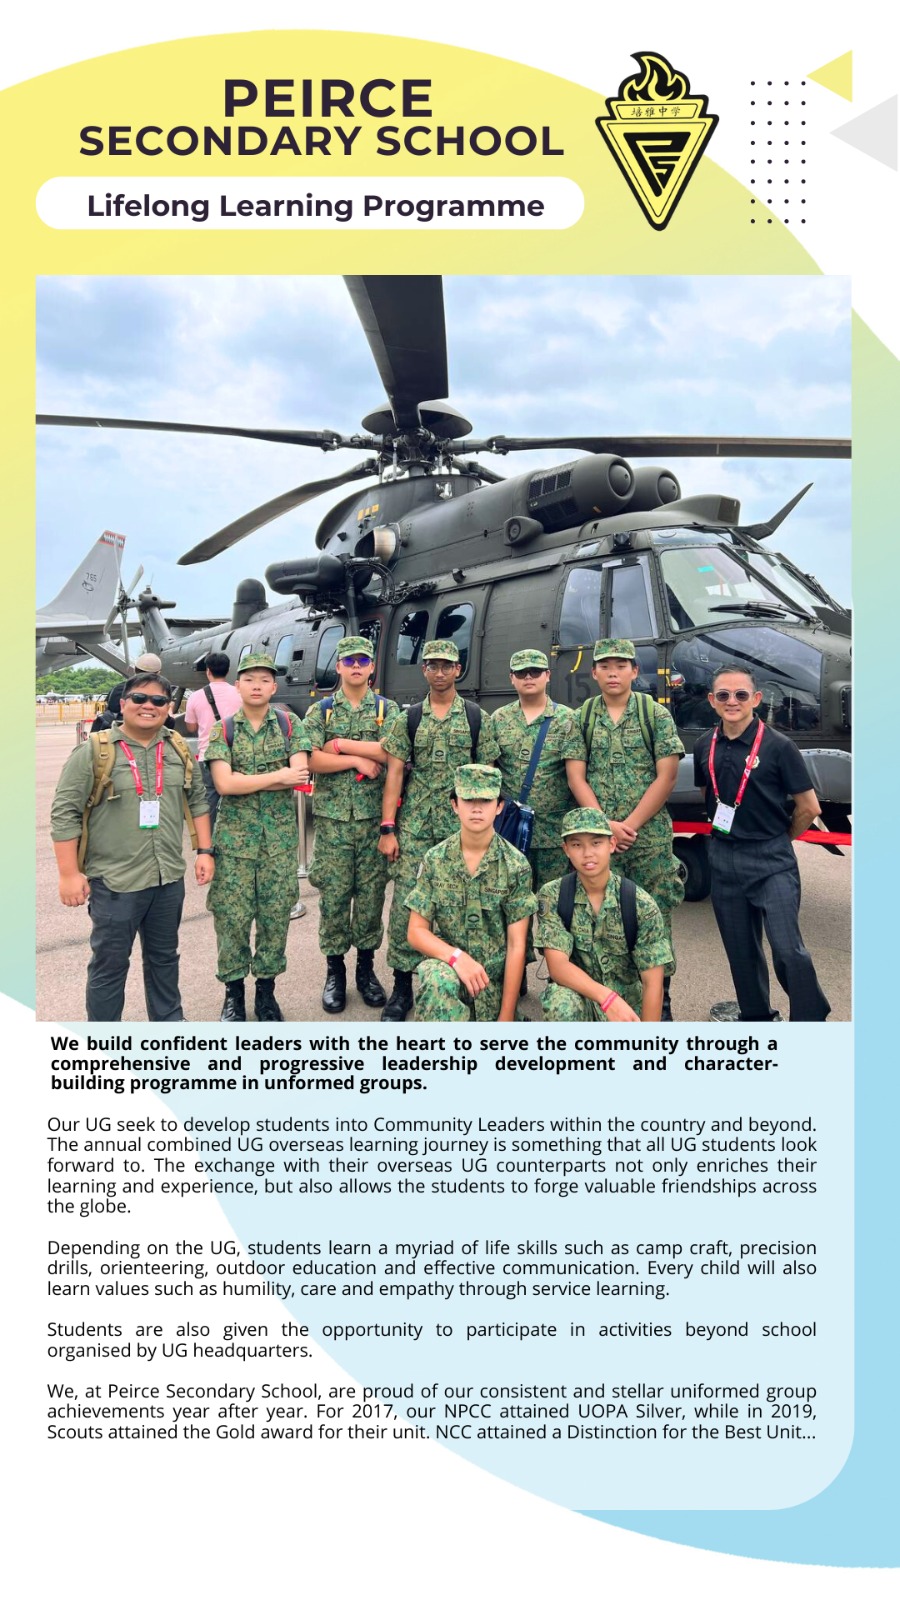 PEIRCE
SECONDARY SCHOOL
Lifelong Learning Programme
培雅中学
PS
765
15
We build confident leaders with the heart to serve the community through a
comprehensive and progressive leadership development and character-
building programme in unformed groups.
Our UG seek to develop students into Community Leaders within the country and beyond.
The annual combined UG overseas learning journey is something that all UG students look
forward to. The exchange with their overseas UG counterparts not only enriches their
learning and experience, but also allows the students to forge valuable friendships across
the globe.
Depending on the UG, students learn a myriad of life skills such as camp craft, precision
drills, orienteering, outdoor education and effective communication. Every child will also
learn values such as humility, care and empathy through service learning.
Students are also given the opportunity to participate in activities beyond school
organised by UG headquarters.
We, at Peirce Secondary School, are proud of our consistent and stellar uniformed group
achievements year after year. For 2017, our NPCC attained UOPA Silver, while in 2019,
Scouts attained the Gold award for their unit. NCC attained a Distinction for the Best Unit...